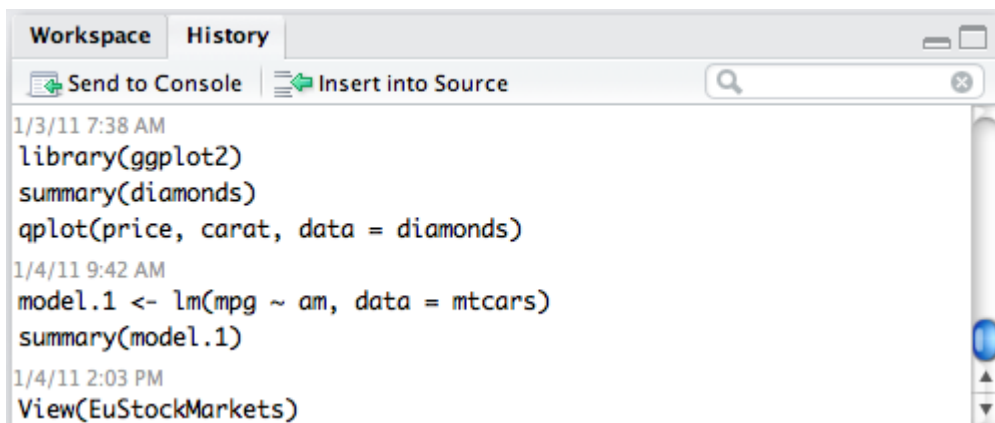 Workspace History
Send to Console Insert into Source
1/3/11 7:38 AM
library(ggplot2)
summary(diamonds)
qplot(price, carat, data = diamonds)
1/4/11 9:42 AM
model.1 <- lm(mpg ~ am, data = mtcars)
summary(model.1)
1/4/11 2:03 PM
View(EuStockMarkets)